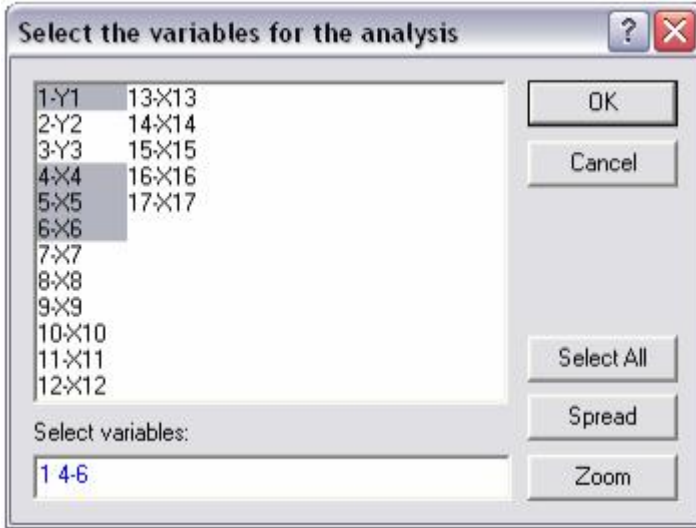 Select the variables for the analysis
?
1-Y1
2-Y2
3-Y3
4-X4
5-X5
6-X6
7-X7
8-X8
9-X9
10-X10
11-X11
12-X12
13-X13
14-X14
15-X15
16-X16
17-X17
OK
Cancel
Select All
Spread
Zoom
Select variables:
1 4-6